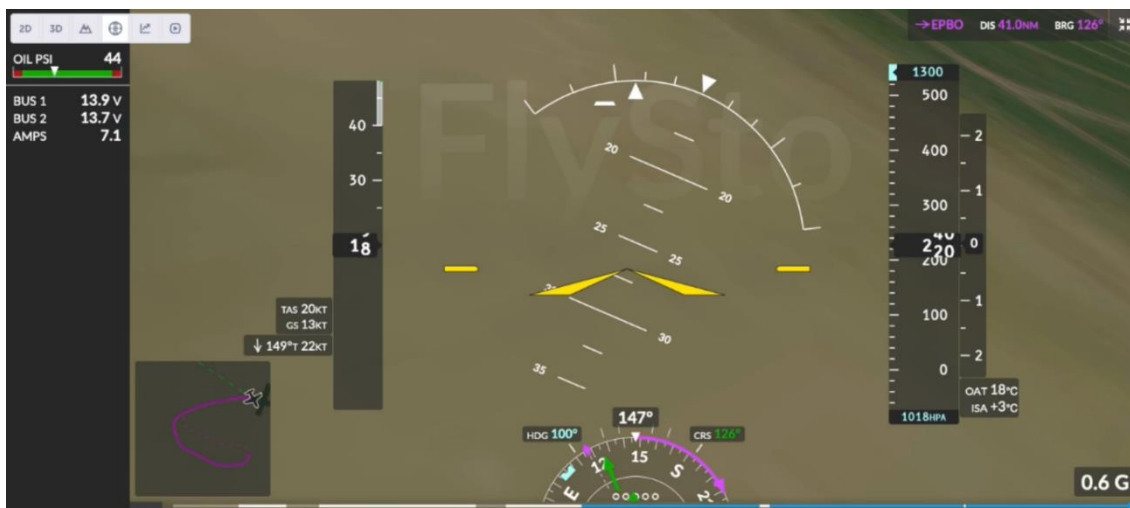 2D 3D
→EPBO DIS 41.0NM BRG 126°
OIL PSI 44
BUS 1 13.9 V
BUS 2 13.7 V
AMPS 7.1
FlySto
40
30
18
TAS 20KT
GS 13KT
↓ 149°T 22KT
20 20
25 25
30
35
1300
500
400
300
220
200
100
0
1018HPA
2
1
0
1
2
OAT 18°C
ISA +3°C
147°
HDG 100° CRS 126°
E 12 15 S
0.6 G